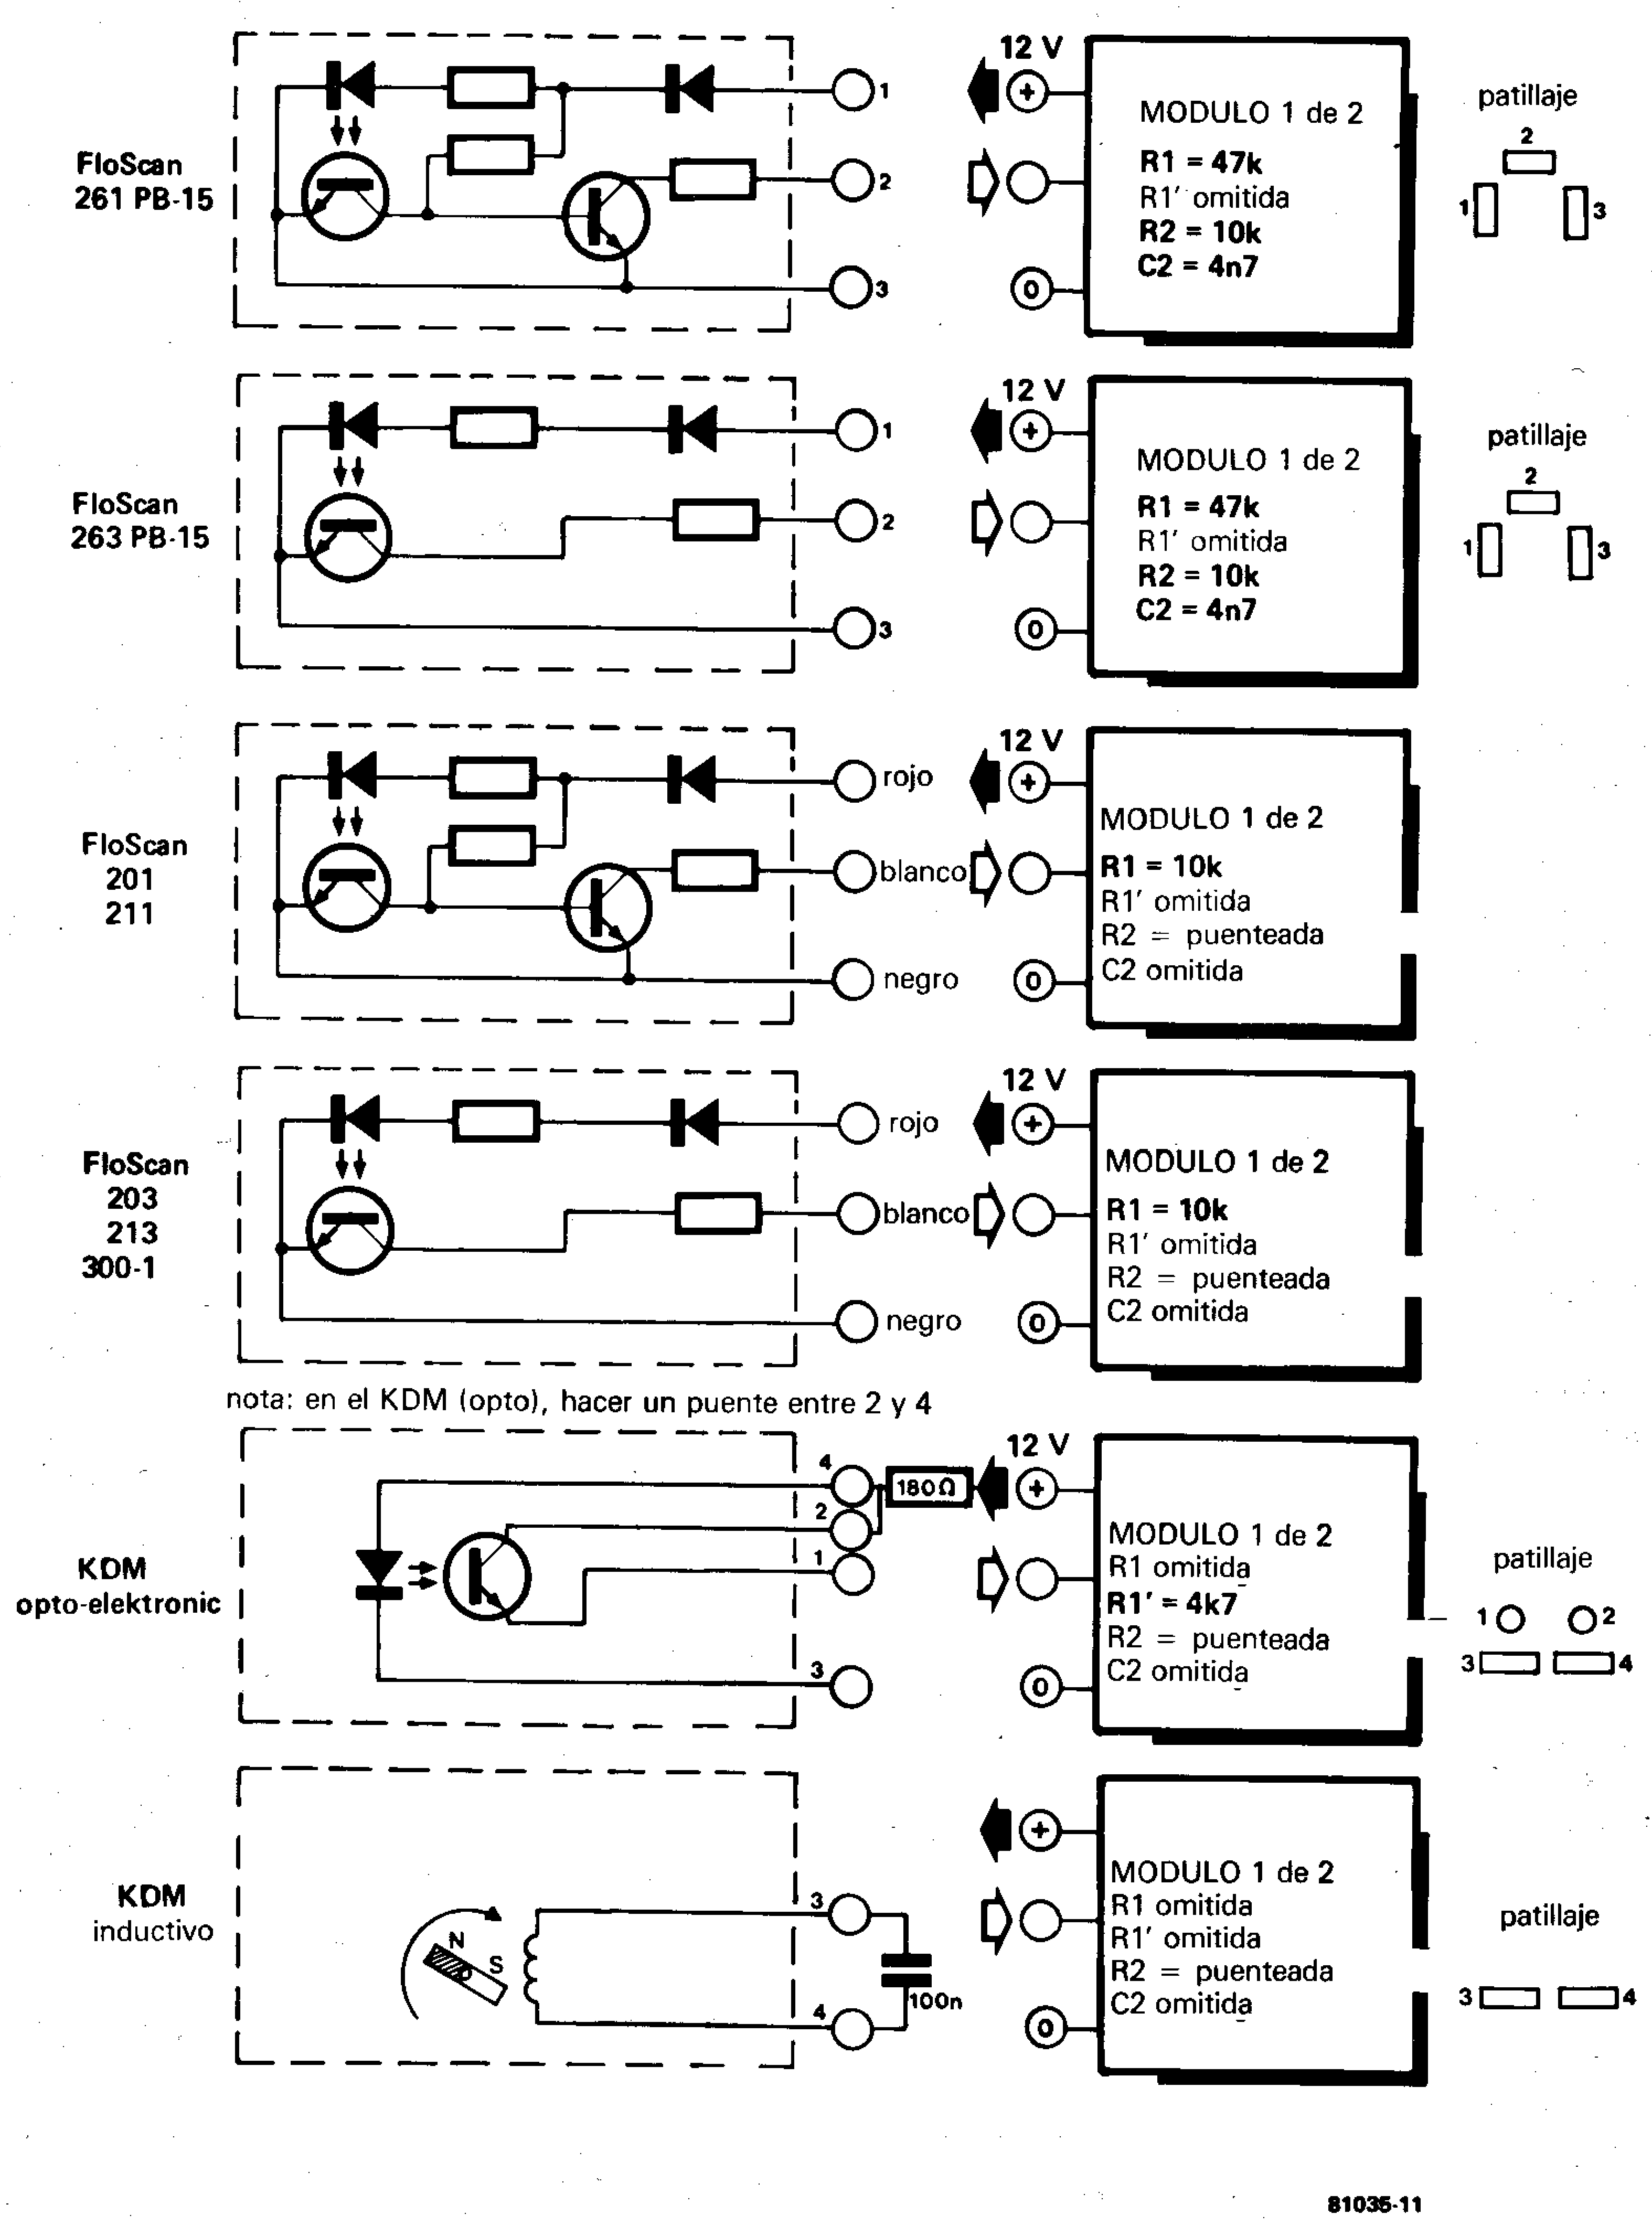 12 V
FloScan
261 PB-15
1
2
3
+
0
MODULO 1 de 2
R1 = 47k
R1' omitida
R2 = 10k
C2 = 4n7
patillaje
2
1
3
12 V
FloScan
263 PB-15
1
2
3
+
0
MODULO 1 de 2
R1 = 47k
R1' omitida
R2 = 10k
C2 = 4n7
patillaje
2
1
3
12 V
FloScan
201
211
rojo
blanco
negro
+
0
MODULO 1 de 2
R1 = 10k
R1' omitida
R2 = puenteada
C2 omitida
12 V
FloScan
203
213
300-1
rojo
blanco
negro
+
0
MODULO 1 de 2
R1 = 10k
R1' omitida
R2 = puenteada
C2 omitida
nota: en el KDM (opto), hacer un puente entre 2 y 4
12 V
KDM
opto-elektronic
4
2
1
3
180Ω
+
0
MODULO 1 de 2
R1 omitida
R1' = 4k7
R2 = puenteada
C2 omitida
patillaje
1 2
3 4
KDM
inductivo
N
S
3
4
100n
+
0
MODULO 1 de 2
R1 omitida
R1' omitida
R2 = puenteada
C2 omitida
patillaje
3 4
81035-11